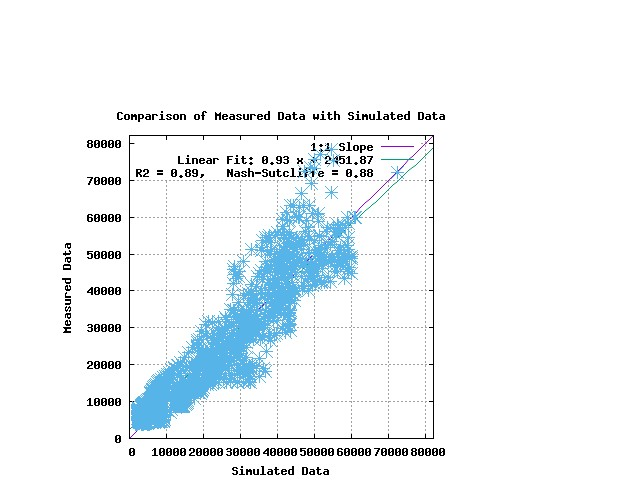 Comparison of Measured Data with Simulated Data
80000
70000
60000
50000
40000
30000
20000
10000
0
Measured Data
1:1 Slope
Linear Fit: 0.93 x + 2451.87
R2 = 0.89, Nash-Sutcliffe = 0.88
0 10000 20000 30000 40000 50000 60000 70000 80000
Simulated Data